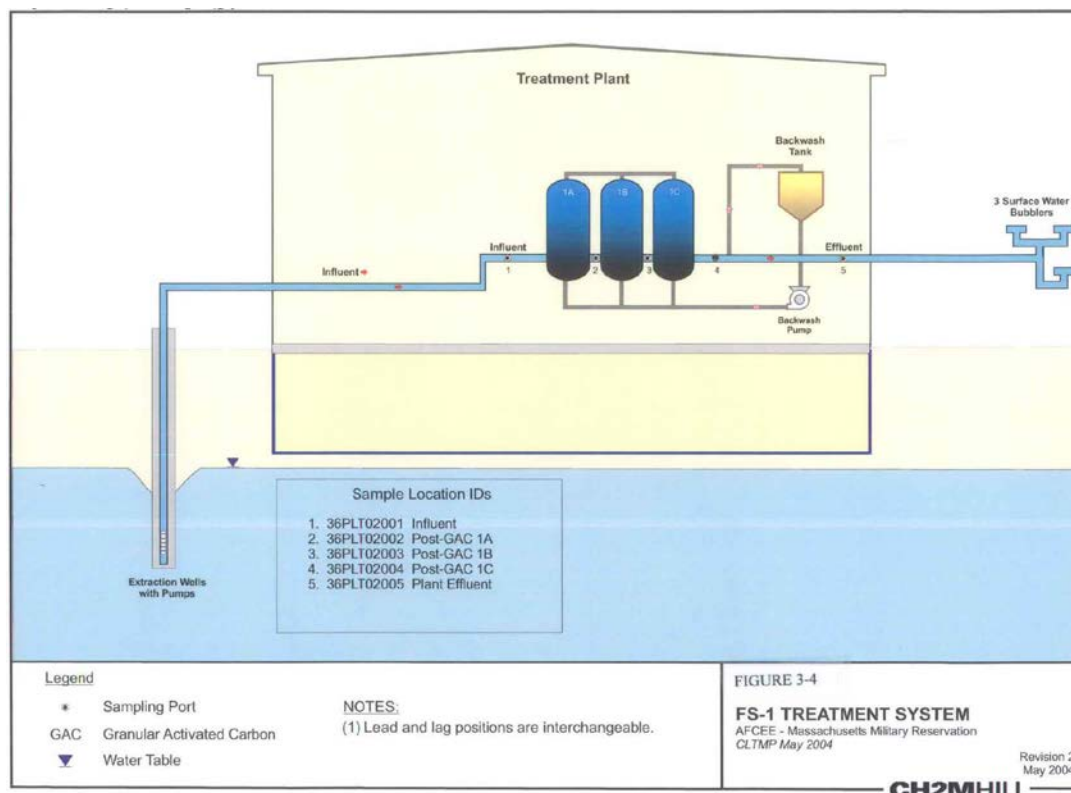 Treatment Plant
Backwash
Tank
3 Surface Water
Bubblers
1A
1B
1C
Influent
Effluent
Influent
1
2
3
4
5
Backwash
Pump
Extraction Wells
with Pumps
Sample Location IDs
1. 36PLT02001 Influent
2. 36PLT02002 Post-GAC 1A
3. 36PLT02003 Post-GAC 1B
4. 36PLT02004 Post-GAC 1C
5. 36PLT02005 Plant Effluent
Legend
Sampling Port
GAC Granular Activated Carbon
Water Table
NOTES:
(1) Lead and lag positions are interchangeable.
FIGURE 3-4
FS-1 TREATMENT SYSTEM
AFCEE - Massachusetts Military Reservation
CLTMP May 2004
Revision 2
May 2004
CH2MHILL